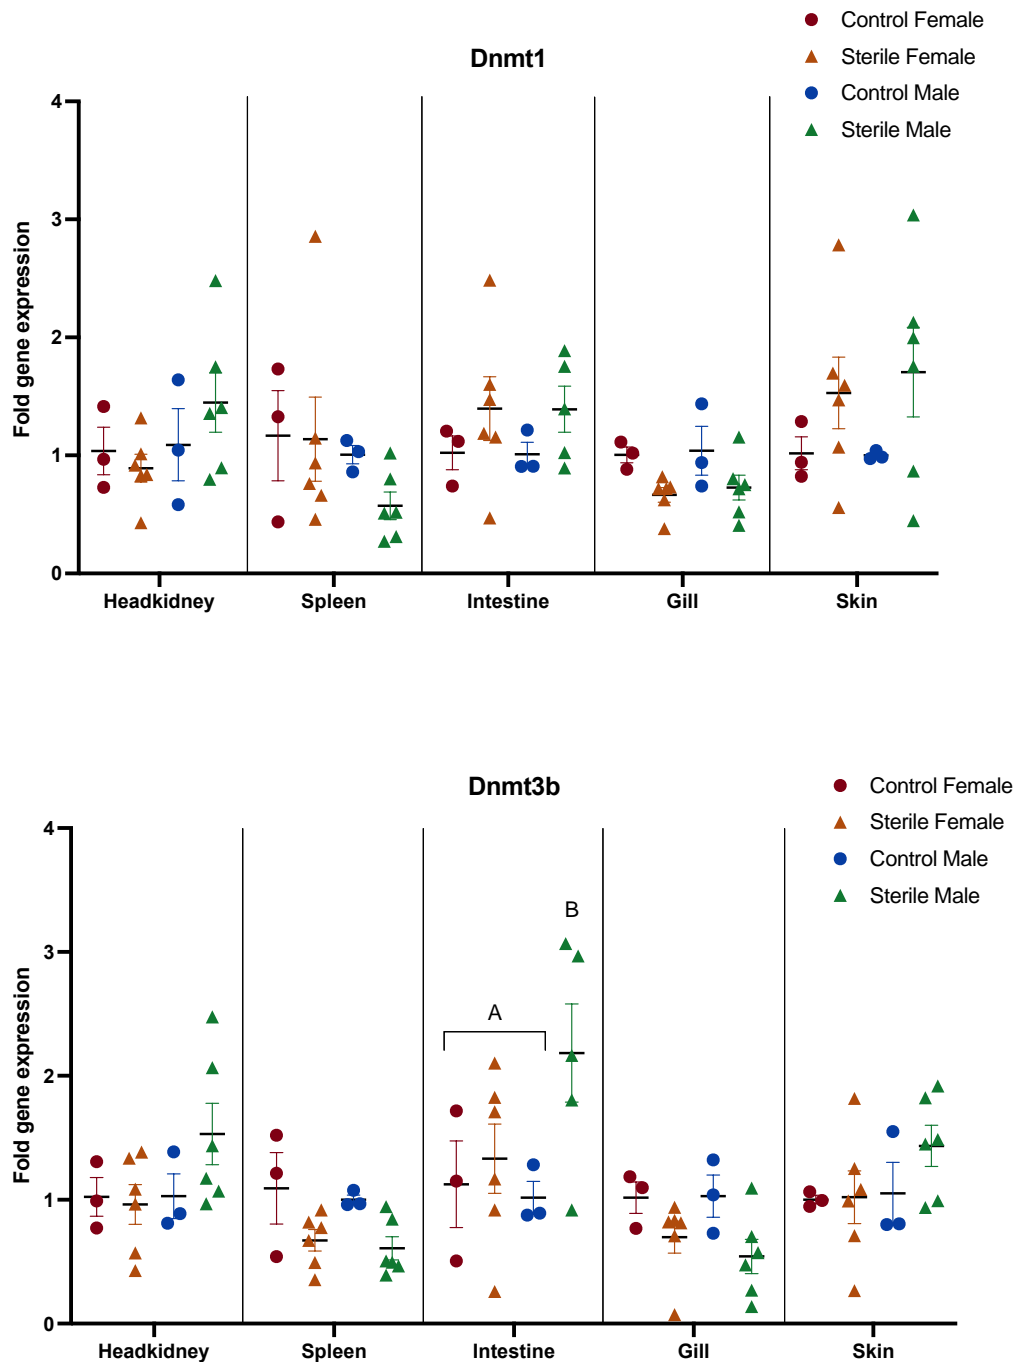 Control Female
Sterile Female
Control Male
Sterile Male
Dnmt1
Fold gene expression
4
3
2
1
0
Headkidney
Spleen
Intestine
Gill
Skin
Dnmt3b
Control Female
Sterile Female
Control Male
Sterile Male
Fold gene expression
4
3
2
1
0
A
B
Headkidney
Spleen
Intestine
Gill
Skin